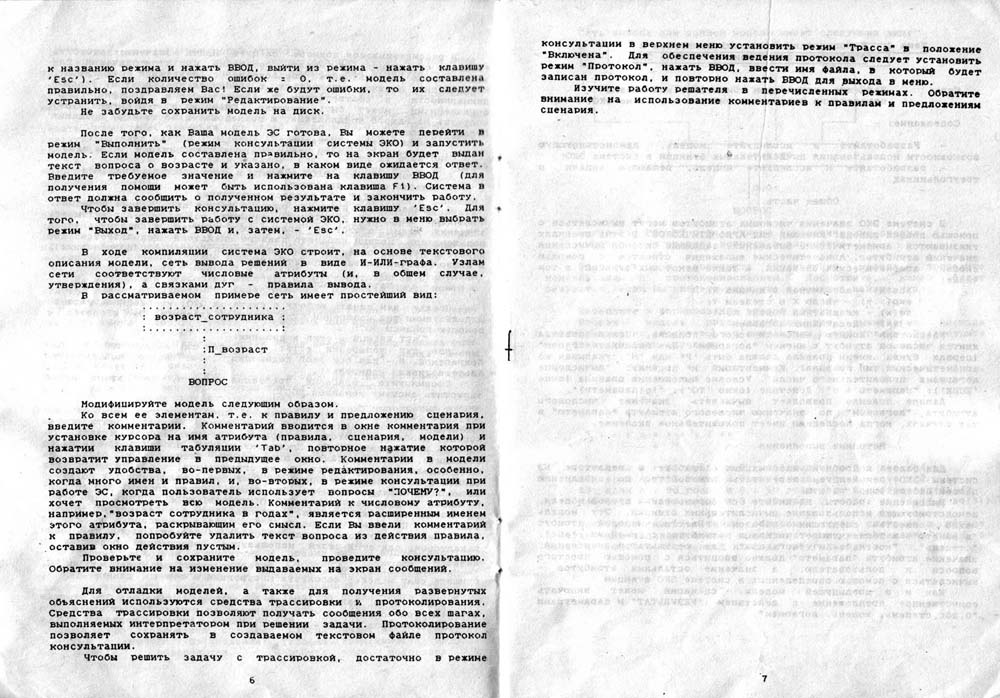 к названию режима и нажать ВВОД, выйти из режима - нажать клавишу
'Esc'). Если количество ошибок = 0, т.е. модель составлена
правильно, поздравляем Вас! Если же будут ошибки, то их следует
устранить, войдя в режим "Редактирование".
Не забудьте сохранить модель на диск.
После того, как Ваша модель ЭС готова, Вы можете перейти в
режим "Выполнить" (режим консультации системы ЭКО) и запустить
модель. Если модель составлена правильно, то на экран будет выдан
текст вопроса о возрасте и указано, в каком виде ожидается ответ.
Введите требуемое значение и нажмите на клавишу ВВОД (для
получения помощи может быть использована клавиша F1). Система в
ответ должна сообщить о полученном результате и закончить работу.
Чтобы завершить консультацию, нажмите клавишу 'Esc'. Для
того, чтобы завершить работу с системой ЭКО, нужно в меню выбрать
режим "Выход", нажать ВВОД и, затем, - 'Esc'.
В ходе компиляции система ЭКО строит, на основе текстового
описания модели, сеть вывода решений в виде И-ИЛИ-графа. Узлам
сети соответствуют числовые атрибуты (и, в общем случае,
утверждения), а связками дуг - правила вывода.
В рассматриваемом примере сеть имеет простейший вид:
: возраст_сотрудника :
:П_возраст
ВОПРОС
Модифицируйте модель следующим образом.
Ко всем ее элементам, т.е. к правилу и предложению сценария,
введите комментарии. Комментарий вводится в окне комментария при
установке курсора на имя атрибута (правила, сценария, модели) и
нажатии клавиши табуляции 'Tab', повторное нажатие которой
возвратит управление в предыдущее окно. Комментарии в модели
создают удобства, во-первых, в режиме редактирования, особенно,
когда много имен и правил, и, во-вторых, в режиме консультации при
работе ЭС, когда пользователь использует вопросы "ПОЧЕМУ?", или
хочет просмотреть всю модель. Комментарий к числовому атрибуту,
например,"возраст сотрудника в годах", является расширенным именем
этого атрибута, раскрывающим его смысл. Если Вы ввели комментарий
к правилу, попробуйте удалить текст вопроса из действия правила,
оставив окно действия пустым.
Проверьте и сохраните модель, проведите консультацию.
Обратите внимание на изменение выдаваемых на экран сообщений.
Для отладки моделей, а также для получения развернутых
объяснений используются средства трассировки и протоколирования.
Средства трассировки позволяют получать сообщения обо всех шагах,
выполняемых интерпретатором при решении задачи. Протоколирование
позволяет сохранять в создаваемом текстовом файле протокол
консультации.
Чтобы решить задачу с трассировкой, достаточно в режиме
6
консультации в верхнем меню установить режим "Трасса" в положение
"Включена". Для обеспечения ведения протокола следует установить
режим "Протокол", нажать ВВОД, ввести имя файла, в который будет
записан протокол, и повторно нажать ВВОД для выхода в меню.
Изучите работу решателя в перечисленных режимах. Обратите
внимание на использование комментариев к правилам и предложениям
сценария.
7